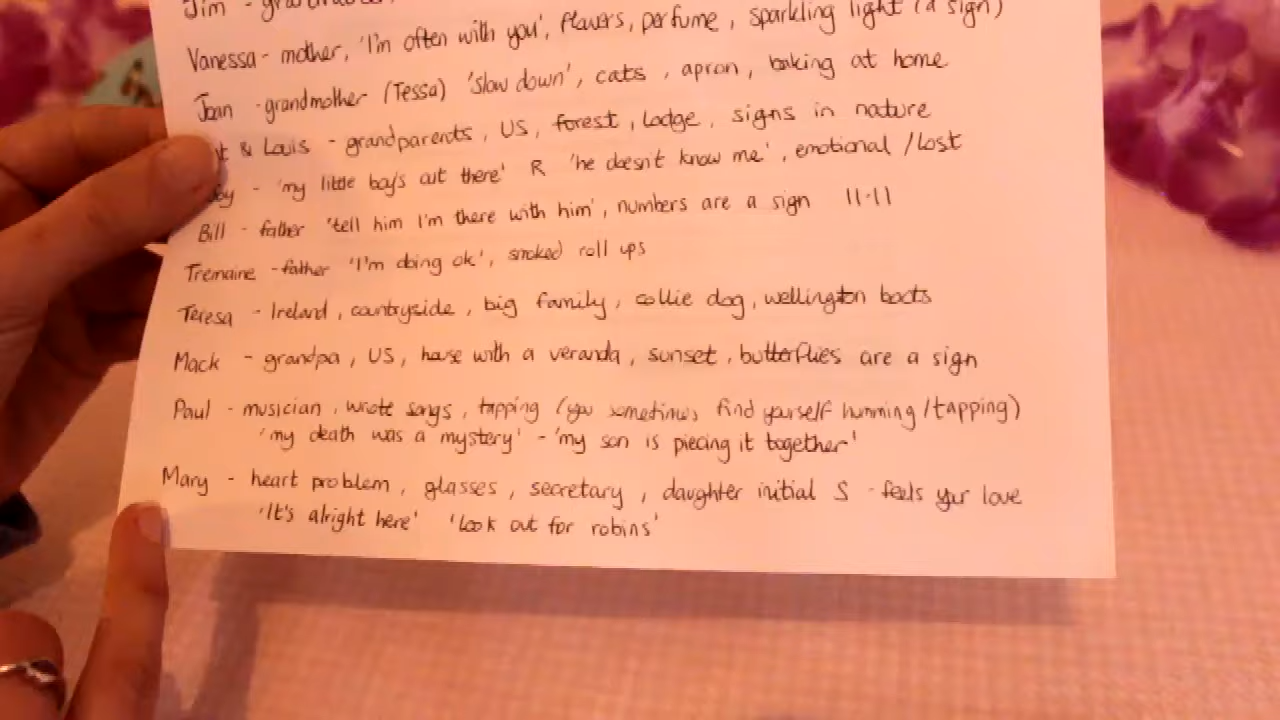 Jim -
Vanessa - mother, 'I'm often with you', flowers, perfume, sparkling light (a sign)
Joan - grandmother (Tessa) 'slow down', cats, apron, baking at home
& Louis - grandparents, US, forest, lodge, signs in nature
- 'my little boy's out there' R 'he doesn't know me', emotional / lost
Bill - father 'tell him I'm there with him', numbers are a sign 11·11
Tremaine - father 'I'm doing ok', smoked roll ups
Teresa - Ireland, countryside, big family, collie dog, wellington boots
Mack - grandpa, US, house with a veranda, sunset, butterflies are a sign
Paul - musician, wrote songs, tapping (you sometimes find yourself humming/tapping)
'my death was a mystery' - 'my son is piecing it together'
Mary - heart problem, glasses, secretary, daughter initial S - feels your love
'It's alright here' 'Look out for robins'